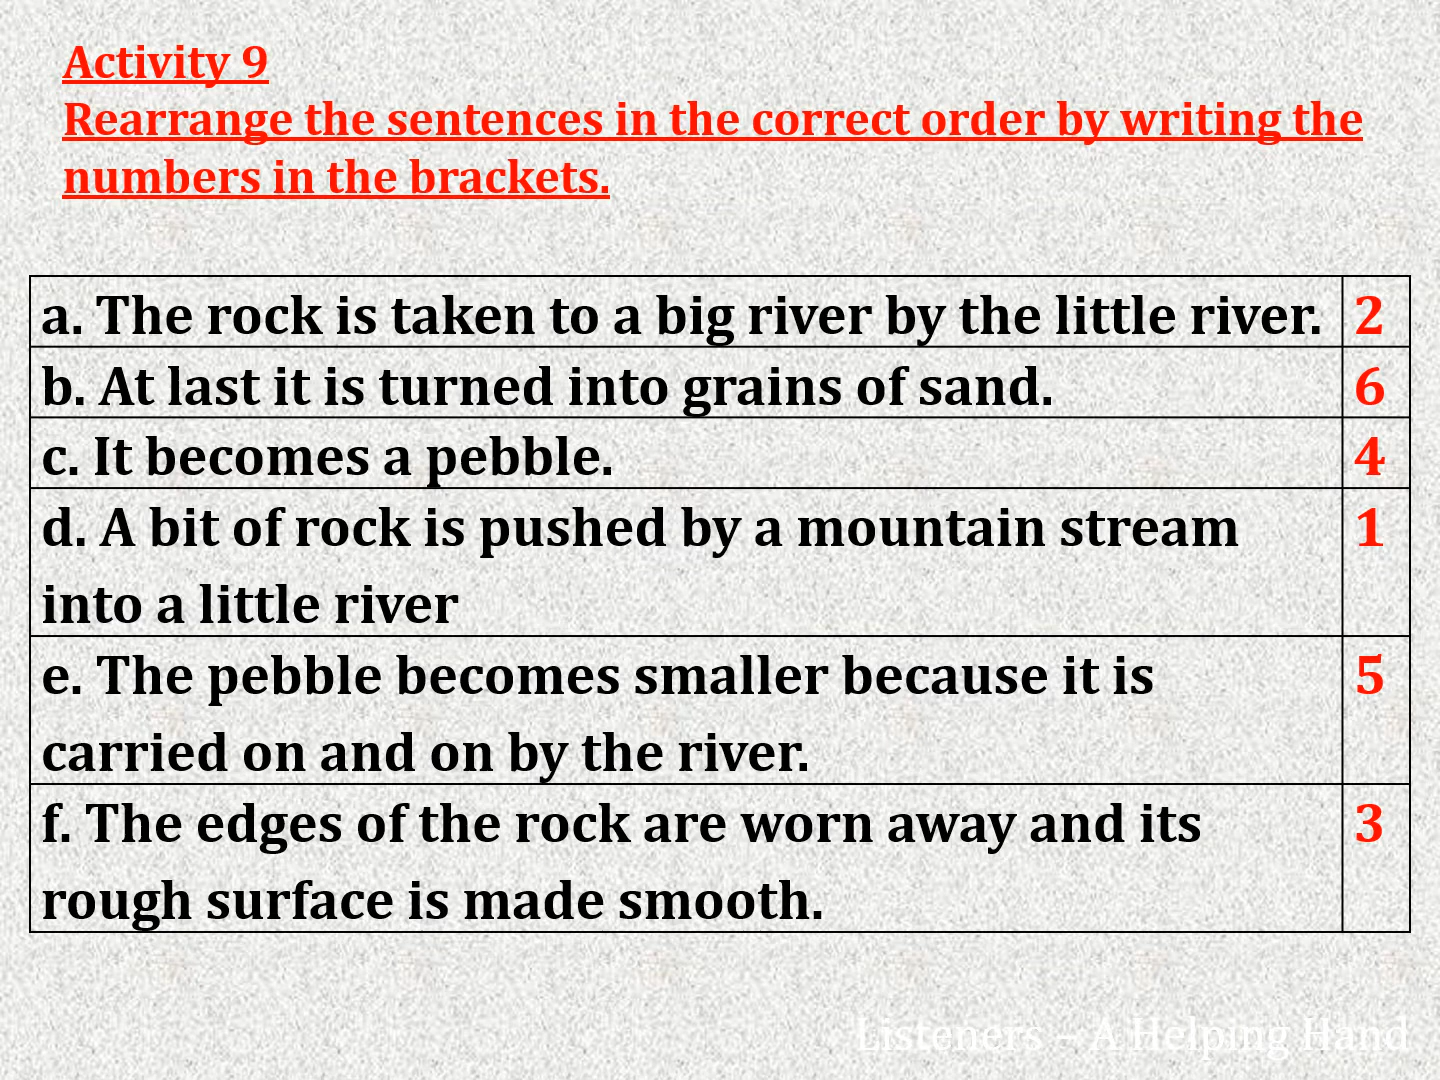 Activity 9
Rearrange the sentences in the correct order by writing the
numbers in the brackets.
a. The rock is taken to a big river by the little river. 2
b. At last it is turned into grains of sand. 6
c. It becomes a pebble. 4
d. A bit of rock is pushed by a mountain stream 1
into a little river
e. The pebble becomes smaller because it is 5
carried on and on by the river.
f. The edges of the rock are worn away and its 3
rough surface is made smooth.
Listeners – A Helping Hand